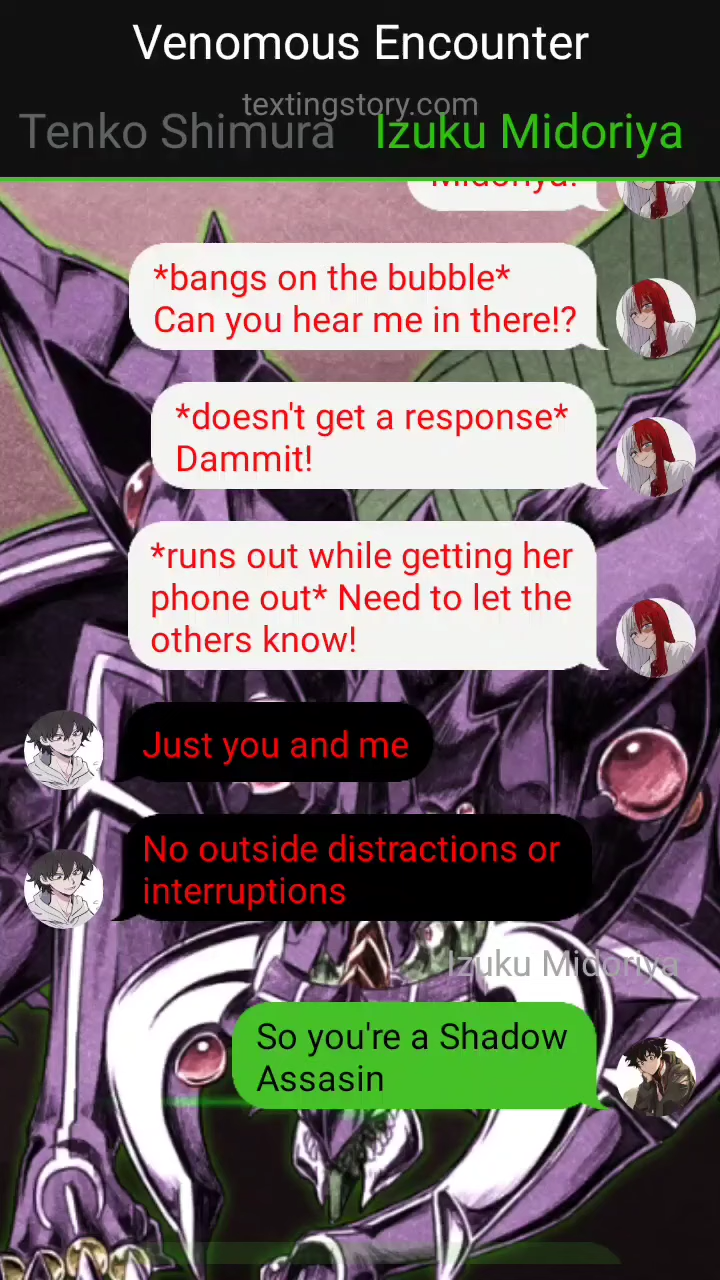 Venomous Encounter
textingstory.com
Tenko Shimura Izuku Midoriya
Midoriya!
*bangs on the bubble*
Can you hear me in there!?
*doesn't get a response*
Dammit!
*runs out while getting her
phone out* Need to let the
others know!
Just you and me
No outside distractions or
interruptions
Izuku Midoriya
So you're a Shadow
Assasin